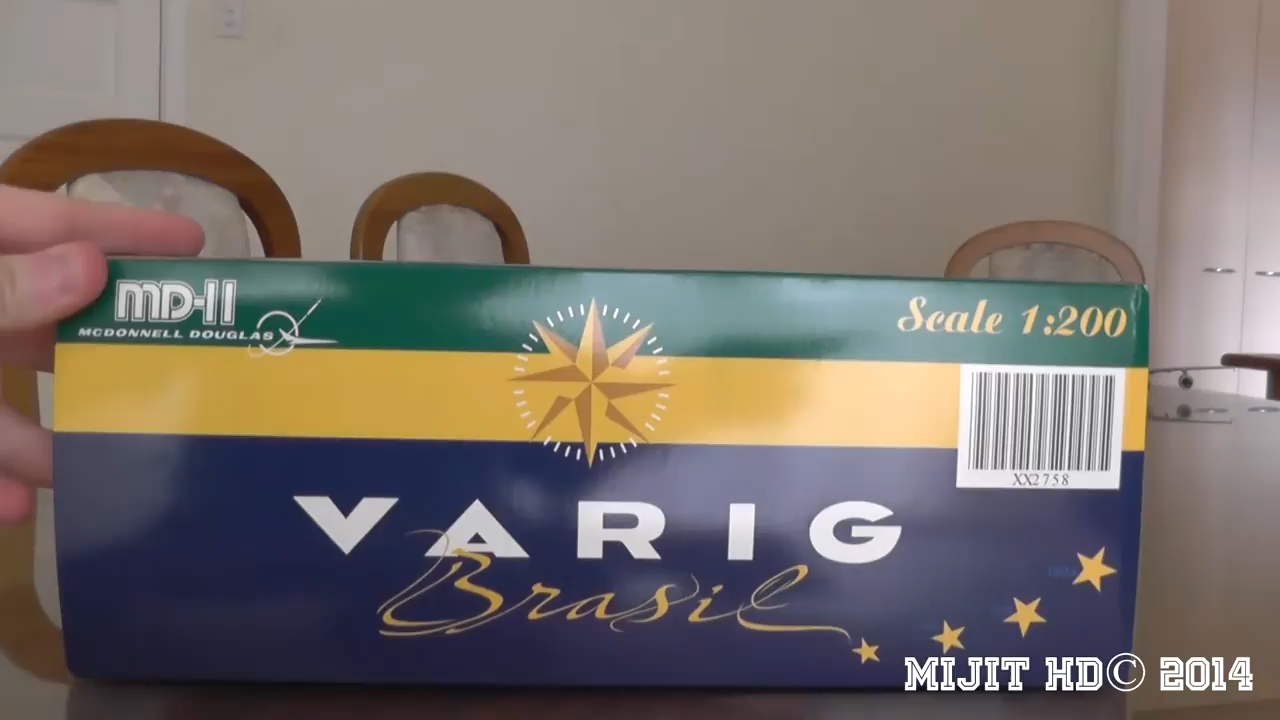 MD-11
MCDONNELL DOUGLAS
Scale 1:200
XX2758
VARIG
Brasil
MIJIT HD© 2014